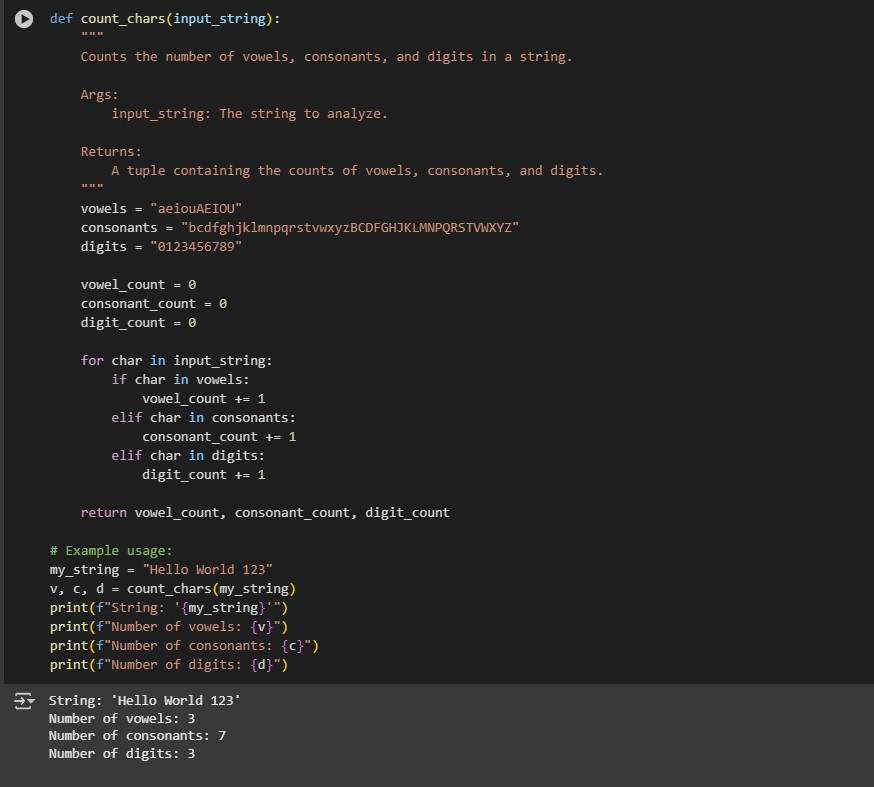 def count_chars(input_string):
    """
    Counts the number of vowels, consonants, and digits in a string.

    Args:
        input_string: The string to analyze.

    Returns:
        A tuple containing the counts of vowels, consonants, and digits.
    """
    vowels = "aeiouAEIOU"
    consonants = "bcdfghjklmnpqrstvwxyzBCDFGHJKLMNPQRSTVWXYZ"
    digits = "0123456789"

    vowel_count = 0
    consonant_count = 0
    digit_count = 0

    for char in input_string:
        if char in vowels:
            vowel_count += 1
        elif char in consonants:
            consonant_count += 1
        elif char in digits:
            digit_count += 1

    return vowel_count, consonant_count, digit_count

# Example usage:
my_string = "Hello World 123"
v, c, d = count_chars(my_string)
print(f"String: '{my_string}'")
print(f"Number of vowels: {v}")
print(f"Number of consonants: {c}")
print(f"Number of digits: {d}")
String: 'Hello World 123'
Number of vowels: 3
Number of consonants: 7
Number of digits: 3